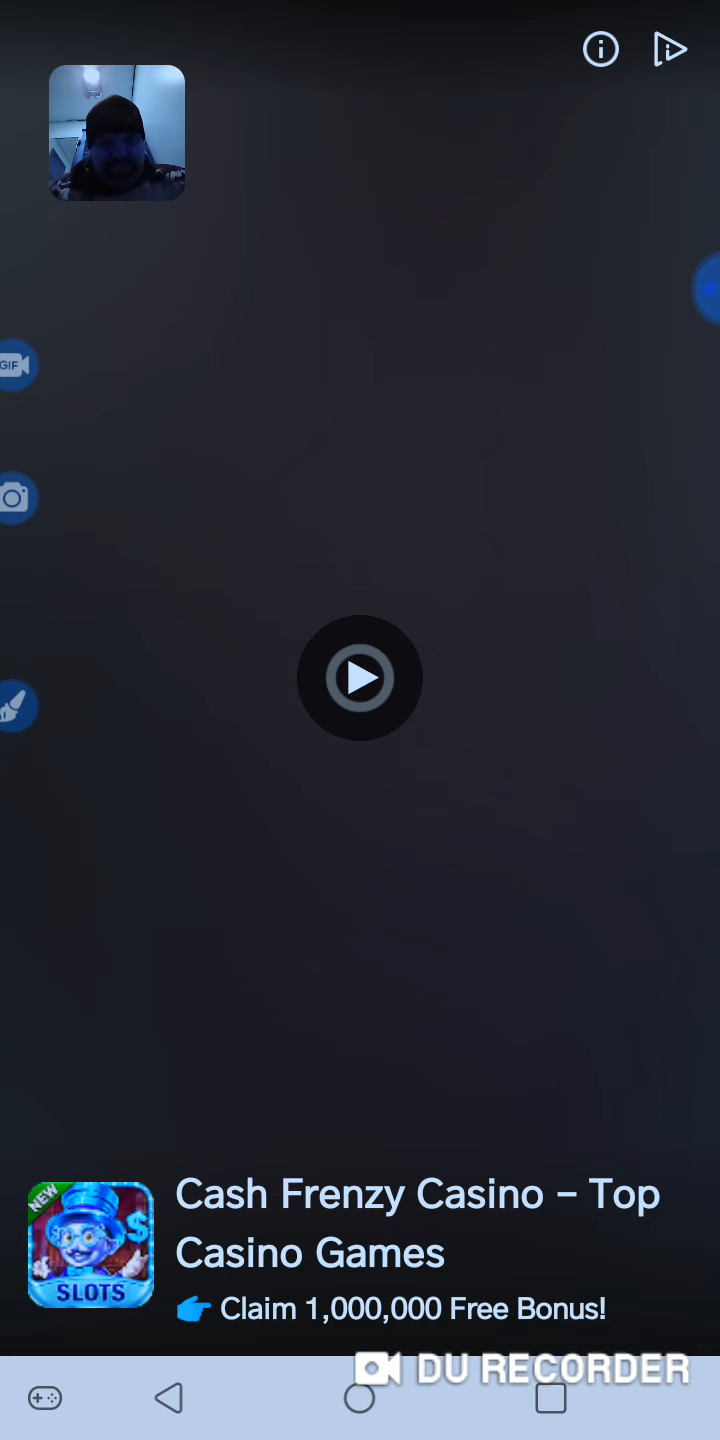 GIF
NEW
$
SLOTS
Cash Frenzy Casino – Top
Casino Games
👉 Claim 1,000,000 Free Bonus!
DU RECORDER